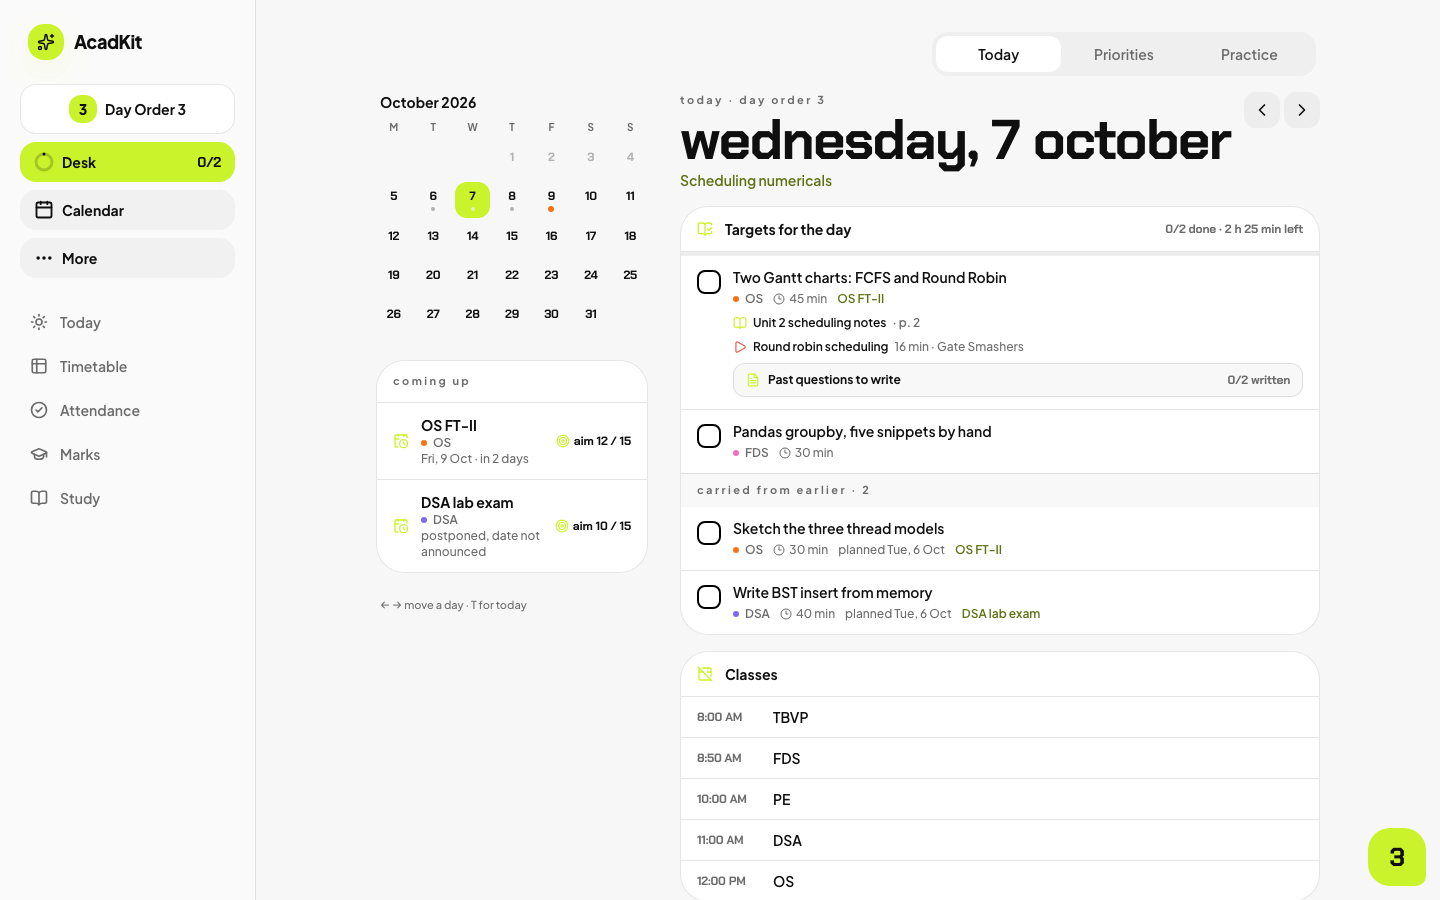 AcadKit
3 Day Order 3
Desk 0/2
Calendar
More
Today
Timetable
Attendance
Marks
Study
Today Priorities Practice
October 2026
M T W T F S S
1 2 3 4
5 6 7 8 9 10 11
12 13 14 15 16 17 18
19 20 21 22 23 24 25
26 27 28 29 30 31
coming up
OS FT-II
OS
Fri, 9 Oct · in 2 days
aim 12 / 15
DSA lab exam
DSA
postponed, date not
announced
aim 10 / 15
← → move a day · T for today
today · day order 3
wednesday, 7 october
Scheduling numericals
Targets for the day 0/2 done · 2 h 25 min left
Two Gantt charts: FCFS and Round Robin
OS 45 min OS FT-II
Unit 2 scheduling notes · p. 2
Round robin scheduling 16 min · Gate Smashers
Past questions to write 0/2 written
Pandas groupby, five snippets by hand
FDS 30 min
carried from earlier · 2
Sketch the three thread models
OS 30 min planned Tue, 6 Oct OS FT-II
Write BST insert from memory
DSA 40 min planned Tue, 6 Oct DSA lab exam
Classes
8:00 AM TBVP
8:50 AM FDS
10:00 AM PE
11:00 AM DSA
12:00 PM OS
3